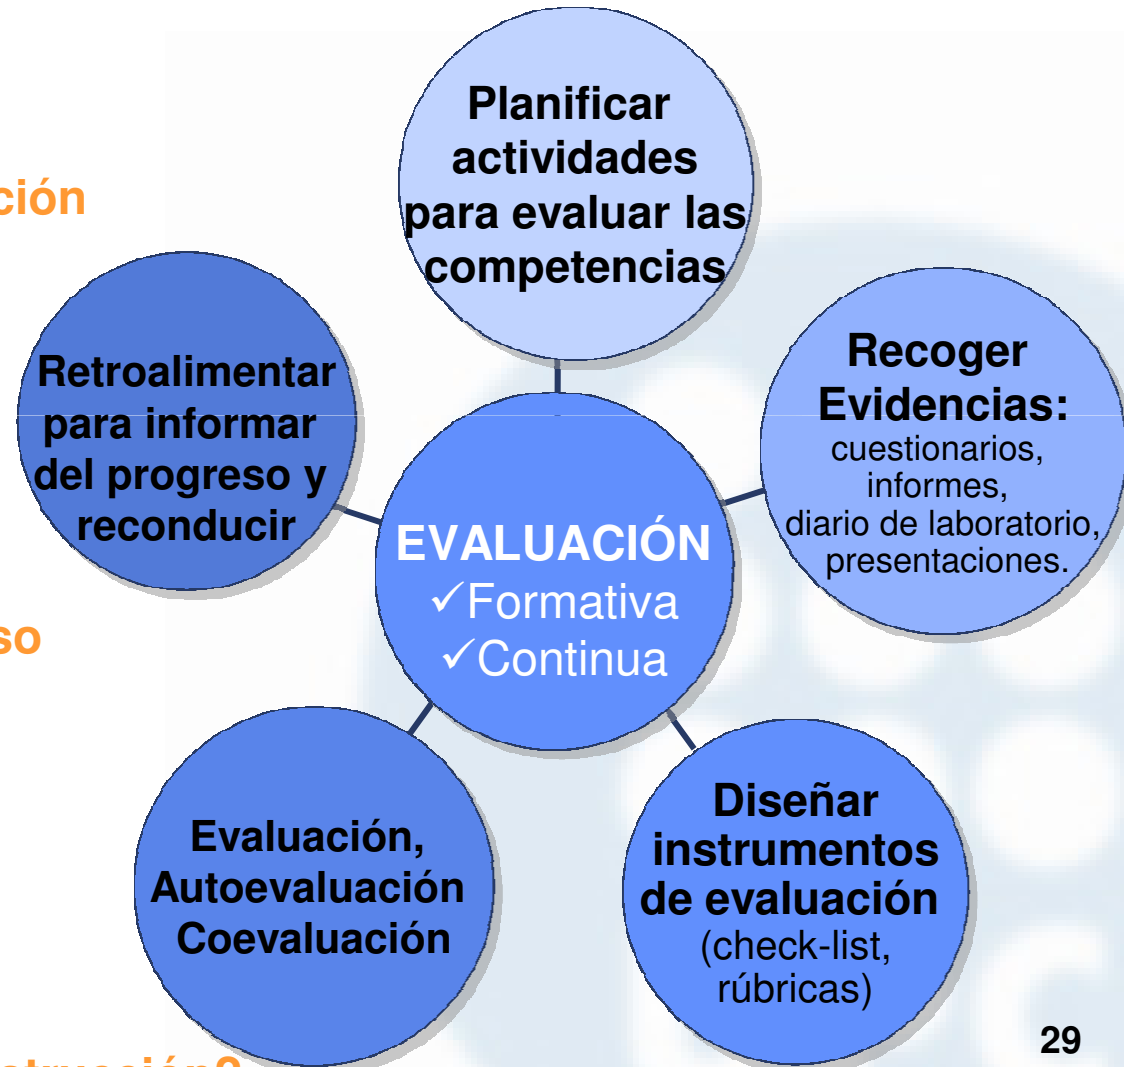 Planificar
actividades
para evaluar las
competencias
ción
Retroalimentar
para informar
del progreso y
reconducir
Recoger
Evidencias:
cuestionarios,
informes,
diario de laboratorio,
presentaciones.
EVALUACIÓN
✓Formativa
✓Continua
so
Evaluación,
Autoevaluación
Coevaluación
Diseñar
instrumentos
de evaluación
(check-list,
rúbricas)
29